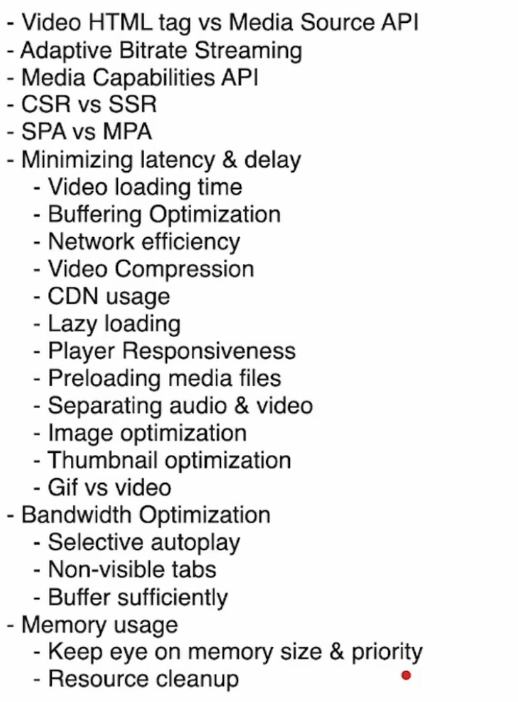 - Video HTML tag vs Media Source API
- Adaptive Bitrate Streaming
- Media Capabilities API
- CSR vs SSR
- SPA vs MPA
- Minimizing latency & delay
- Video loading time
- Buffering Optimization
- Network efficiency
- Video Compression
- CDN usage
- Lazy loading
- Player Responsiveness
- Preloading media files
- Separating audio & video
- Image optimization
- Thumbnail optimization
- Gif vs video
- Bandwidth Optimization
- Selective autoplay
- Non-visible tabs
- Buffer sufficiently
- Memory usage
- Keep eye on memory size & priority
- Resource cleanup